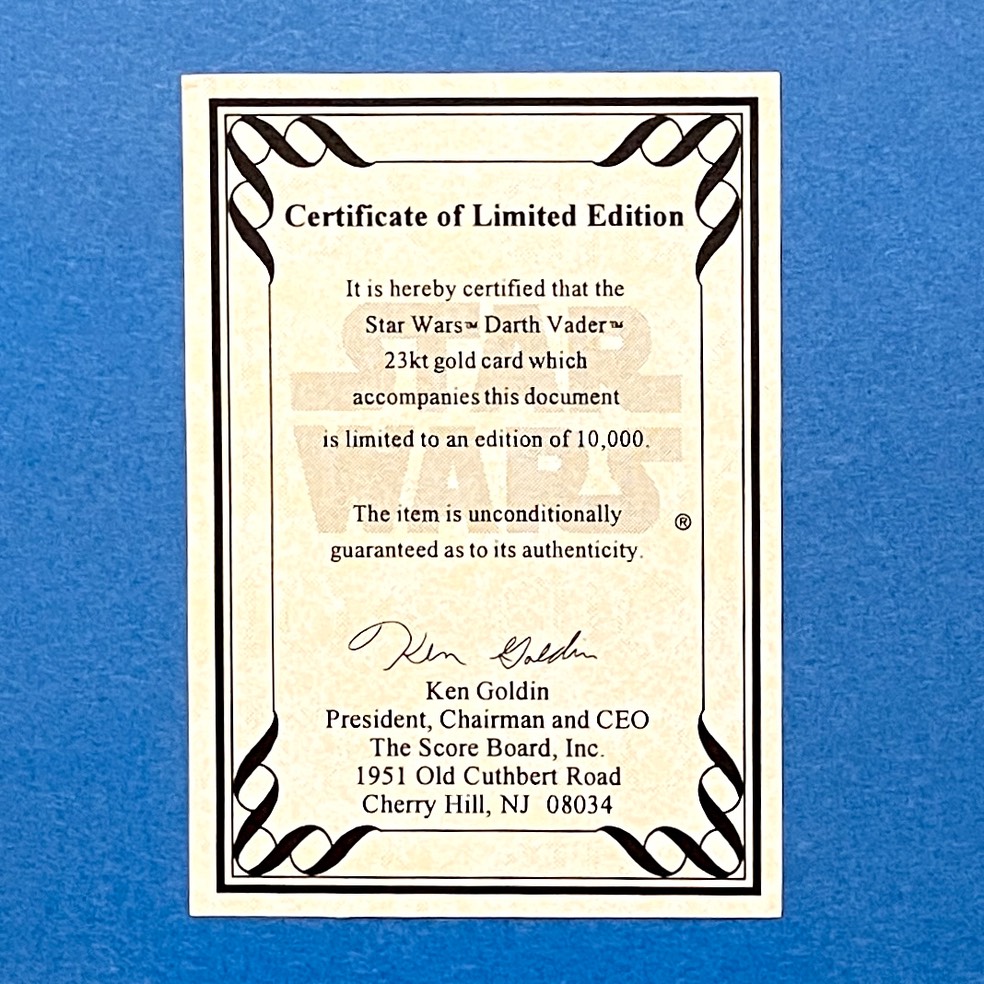 Certificate of Limited Edition
It is hereby certified that the
Star Wars™ Darth Vader™
23kt gold card which
accompanies this document
is limited to an edition of 10,000.
The item is unconditionally
guaranteed as to its authenticity.
STAR
WARS
®
Ken Goldin
Ken Goldin
President, Chairman and CEO
The Score Board, Inc.
1951 Old Cuthbert Road
Cherry Hill, NJ 08034